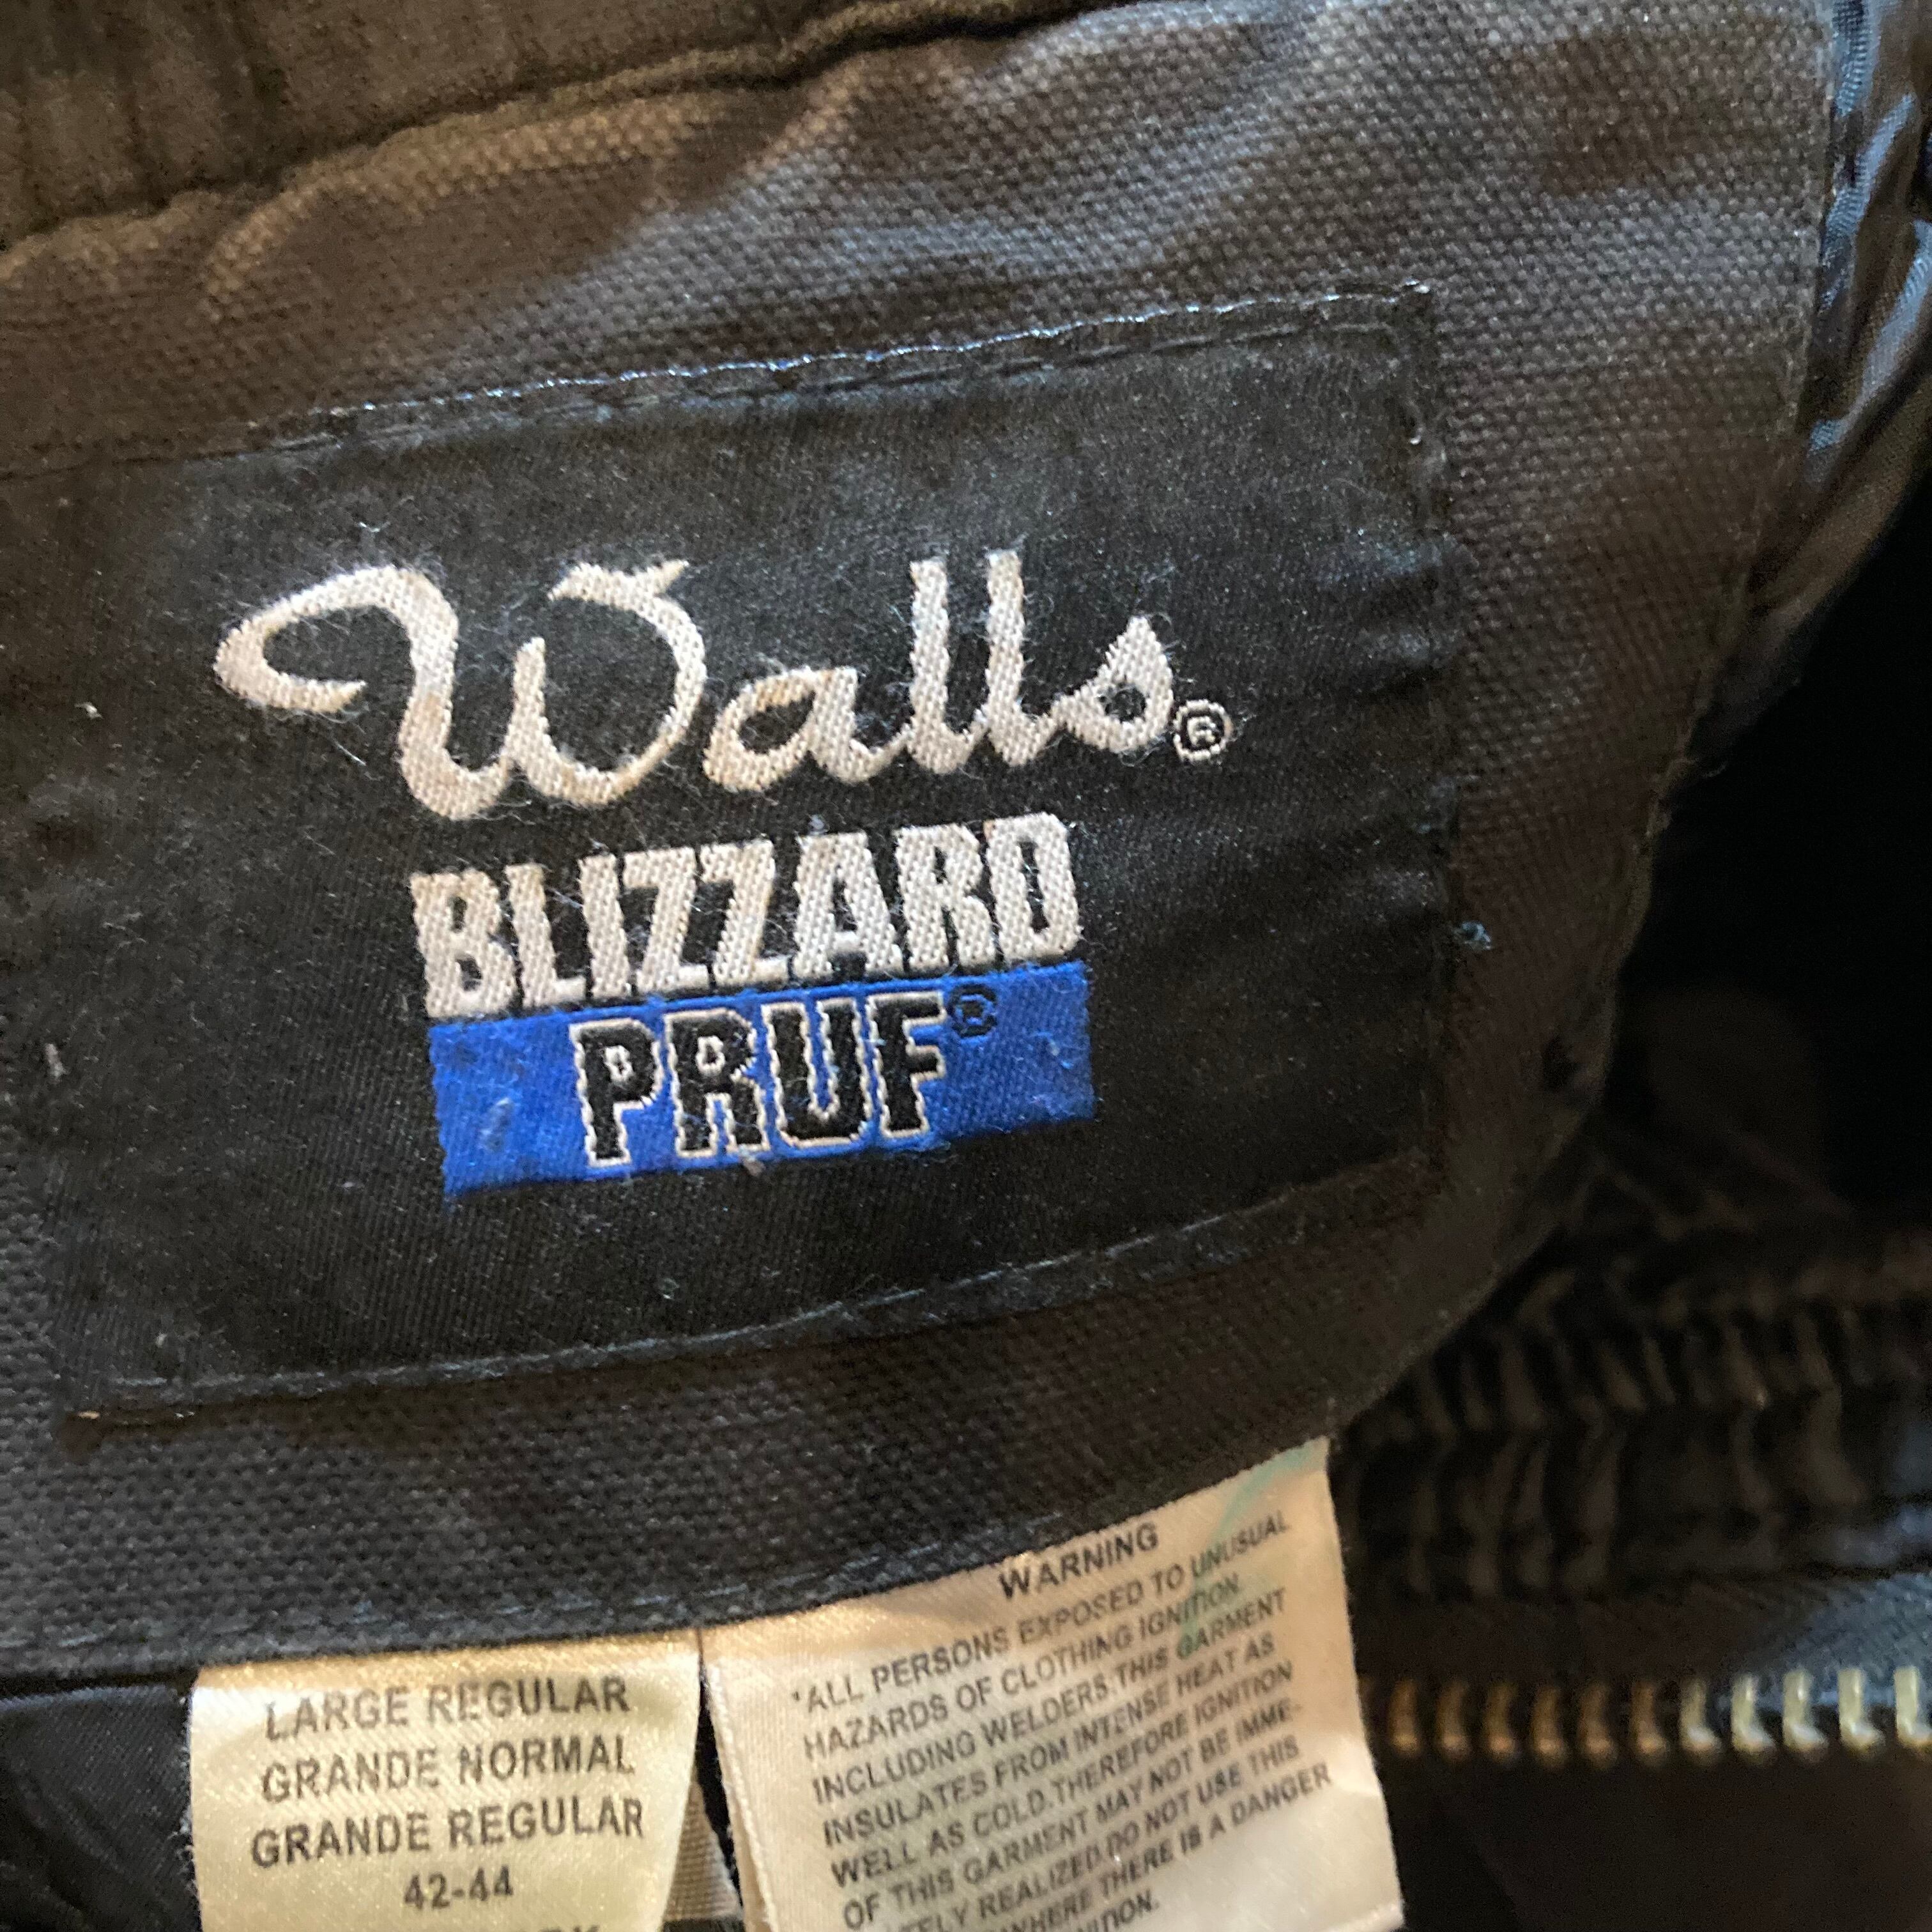 Walls®
BLIZZARD
PRUF®
LARGE REGULAR
GRANDE NORMAL
GRANDE REGULAR
42-44
WARNING
"ALL PERSONS EXPOSED TO UNUSUAL
HAZARDS OF CLOTHING IGNITION
INCLUDING WELDERS.THIS GARMENT
INSULATES FROM INTENSE HEAT AS
WELL AS COLD.THEREFORE IGNITION
OF THIS GARMENT MAY NOT BE IMME-
REALIZED.DO NOT USE THIS
WHERE THERE IS A DANGER